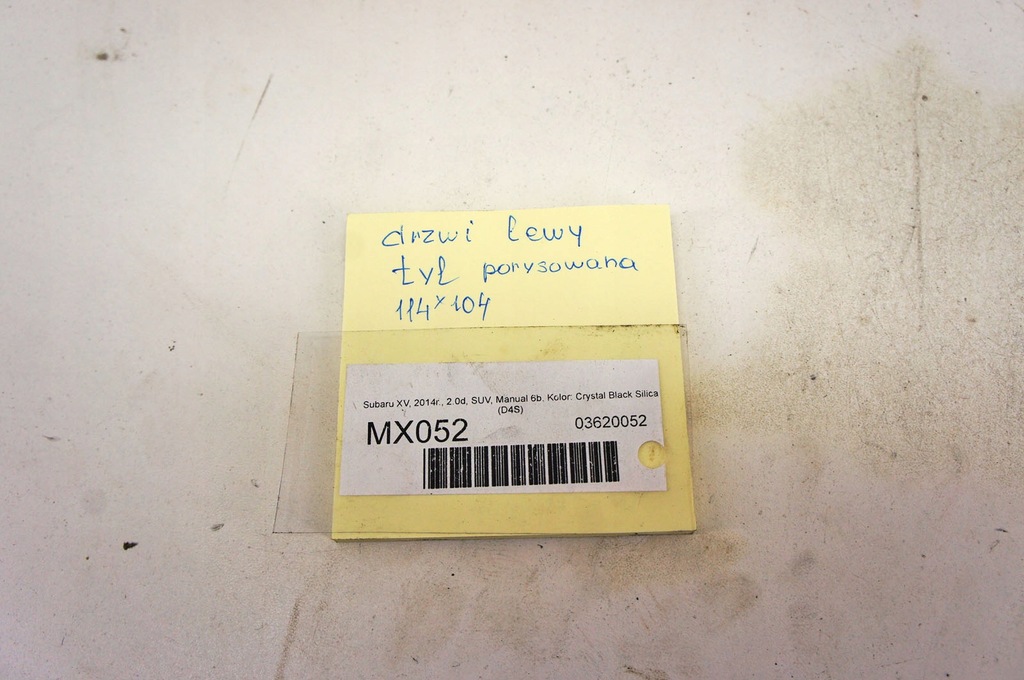 drzwi lewy
tył porysowana
114x104
Subaru XV, 2014r., 2.0d, SUV, Manual 6b. Kolor: Crystal Black Silica
(D4S)
MX052
03620052